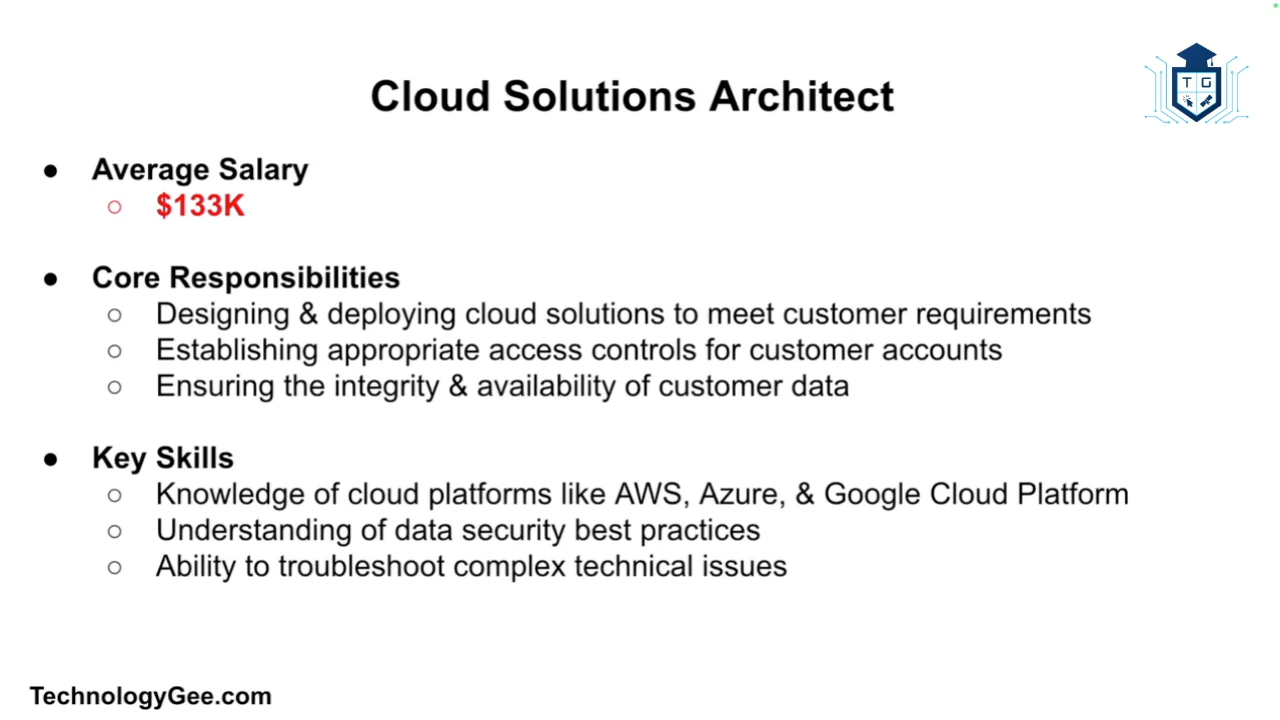 Cloud Solutions Architect
T G
● Average Salary
○ $133K
● Core Responsibilities
○ Designing & deploying cloud solutions to meet customer requirements
○ Establishing appropriate access controls for customer accounts
○ Ensuring the integrity & availability of customer data
● Key Skills
○ Knowledge of cloud platforms like AWS, Azure, & Google Cloud Platform
○ Understanding of data security best practices
○ Ability to troubleshoot complex technical issues
TechnologyGee.com